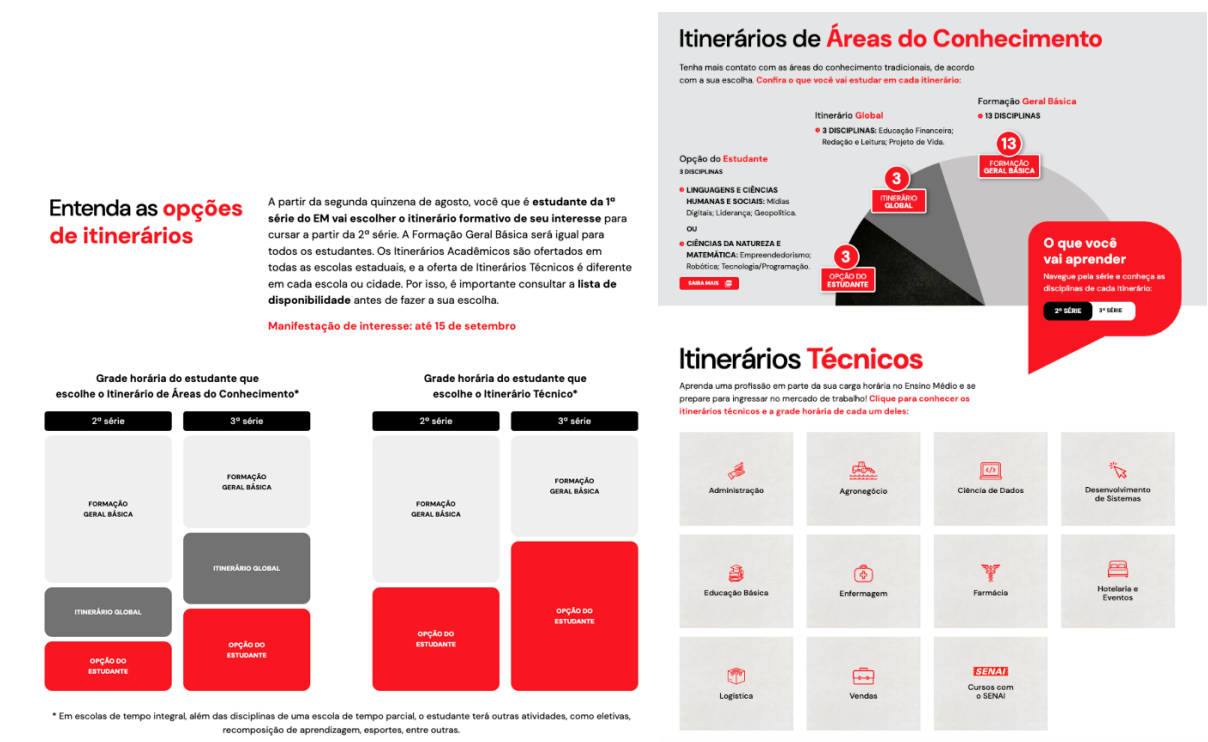 Entenda as opções
de itinerários
A partir da segunda quinzena de agosto, você que é estudante da 1ª
série do EM vai escolher o itinerário formativo de seu interesse para
cursar a partir da 2ª série. A Formação Geral Básica será igual para
todos os estudantes. Os Itinerários Acadêmicos são ofertados em
todas as escolas estaduais, e a oferta de Itinerários Técnicos é diferente
em cada escola ou cidade. Por isso, é importante consultar a lista de
disponibilidade antes de fazer a sua escolha.
Manifestação de interesse: até 15 de setembro
Grade horária do estudante que
escolhe o Itinerário de Áreas do Conhecimento*
2ª série
3ª série
FORMAÇÃO
GERAL BÁSICA
ITINERÁRIO GLOBAL
OPÇÃO DO
ESTUDANTE
FORMAÇÃO
GERAL BÁSICA
ITINERÁRIO GLOBAL
OPÇÃO DO
ESTUDANTE
Grade horária do estudante que
escolhe o Itinerário Técnico*
2ª série
3ª série
FORMAÇÃO
GERAL BÁSICA
OPÇÃO DO
ESTUDANTE
FORMAÇÃO
GERAL BÁSICA
OPÇÃO DO
ESTUDANTE
* Em escolas de tempo integral, além das disciplinas de uma escola de tempo parcial, o estudante terá outras atividades, como eletivas,
recomposição de aprendizagem, esportes, entre outras.
Itinerários de Áreas do Conhecimento
Tenha mais contato com as áreas do conhecimento tradicionais, de acordo
com a sua escolha. Confira o que você vai estudar em cada itinerário:
Formação Geral Básica
13 DISCIPLINAS
Itinerário Global
3 DISCIPLINAS: Educação Financeira;
Redação e Leitura; Projeto de Vida.
Opção do Estudante
3 DISCIPLINAS
LINGUAGENS E CIÊNCIAS
HUMANAS E SOCIAIS: Mídias
Digitais; Liderança; Geopolítica.
OU
CIÊNCIAS DA NATUREZA E
MATEMÁTICA: Empreendedorismo;
Robótica; Tecnologia/Programação.
SAIBA MAIS
13
FORMAÇÃO
GERAL BÁSICA
3
ITINERÁRIO
GLOBAL
3
OPÇÃO DO
ESTUDANTE
O que você
vai aprender
Navegue pela série e conheça as
disciplinas de cada Itinerário:
2ª SÉRIE
3ª SÉRIE
Itinerários Técnicos
Aprenda uma profissão em parte da sua carga horária no Ensino Médio e se
prepare para ingressar no mercado de trabalho! Clique para conhecer os
itinerários técnicos e a grade horária de cada um deles:
Administração
Agronegócio
Ciência de Dados
Desenvolvimento
de Sistemas
Educação Básica
Enfermagem
Farmácia
Hotelaria e
Eventos
Logística
Vendas
SENAI
Cursos com
o SENAI